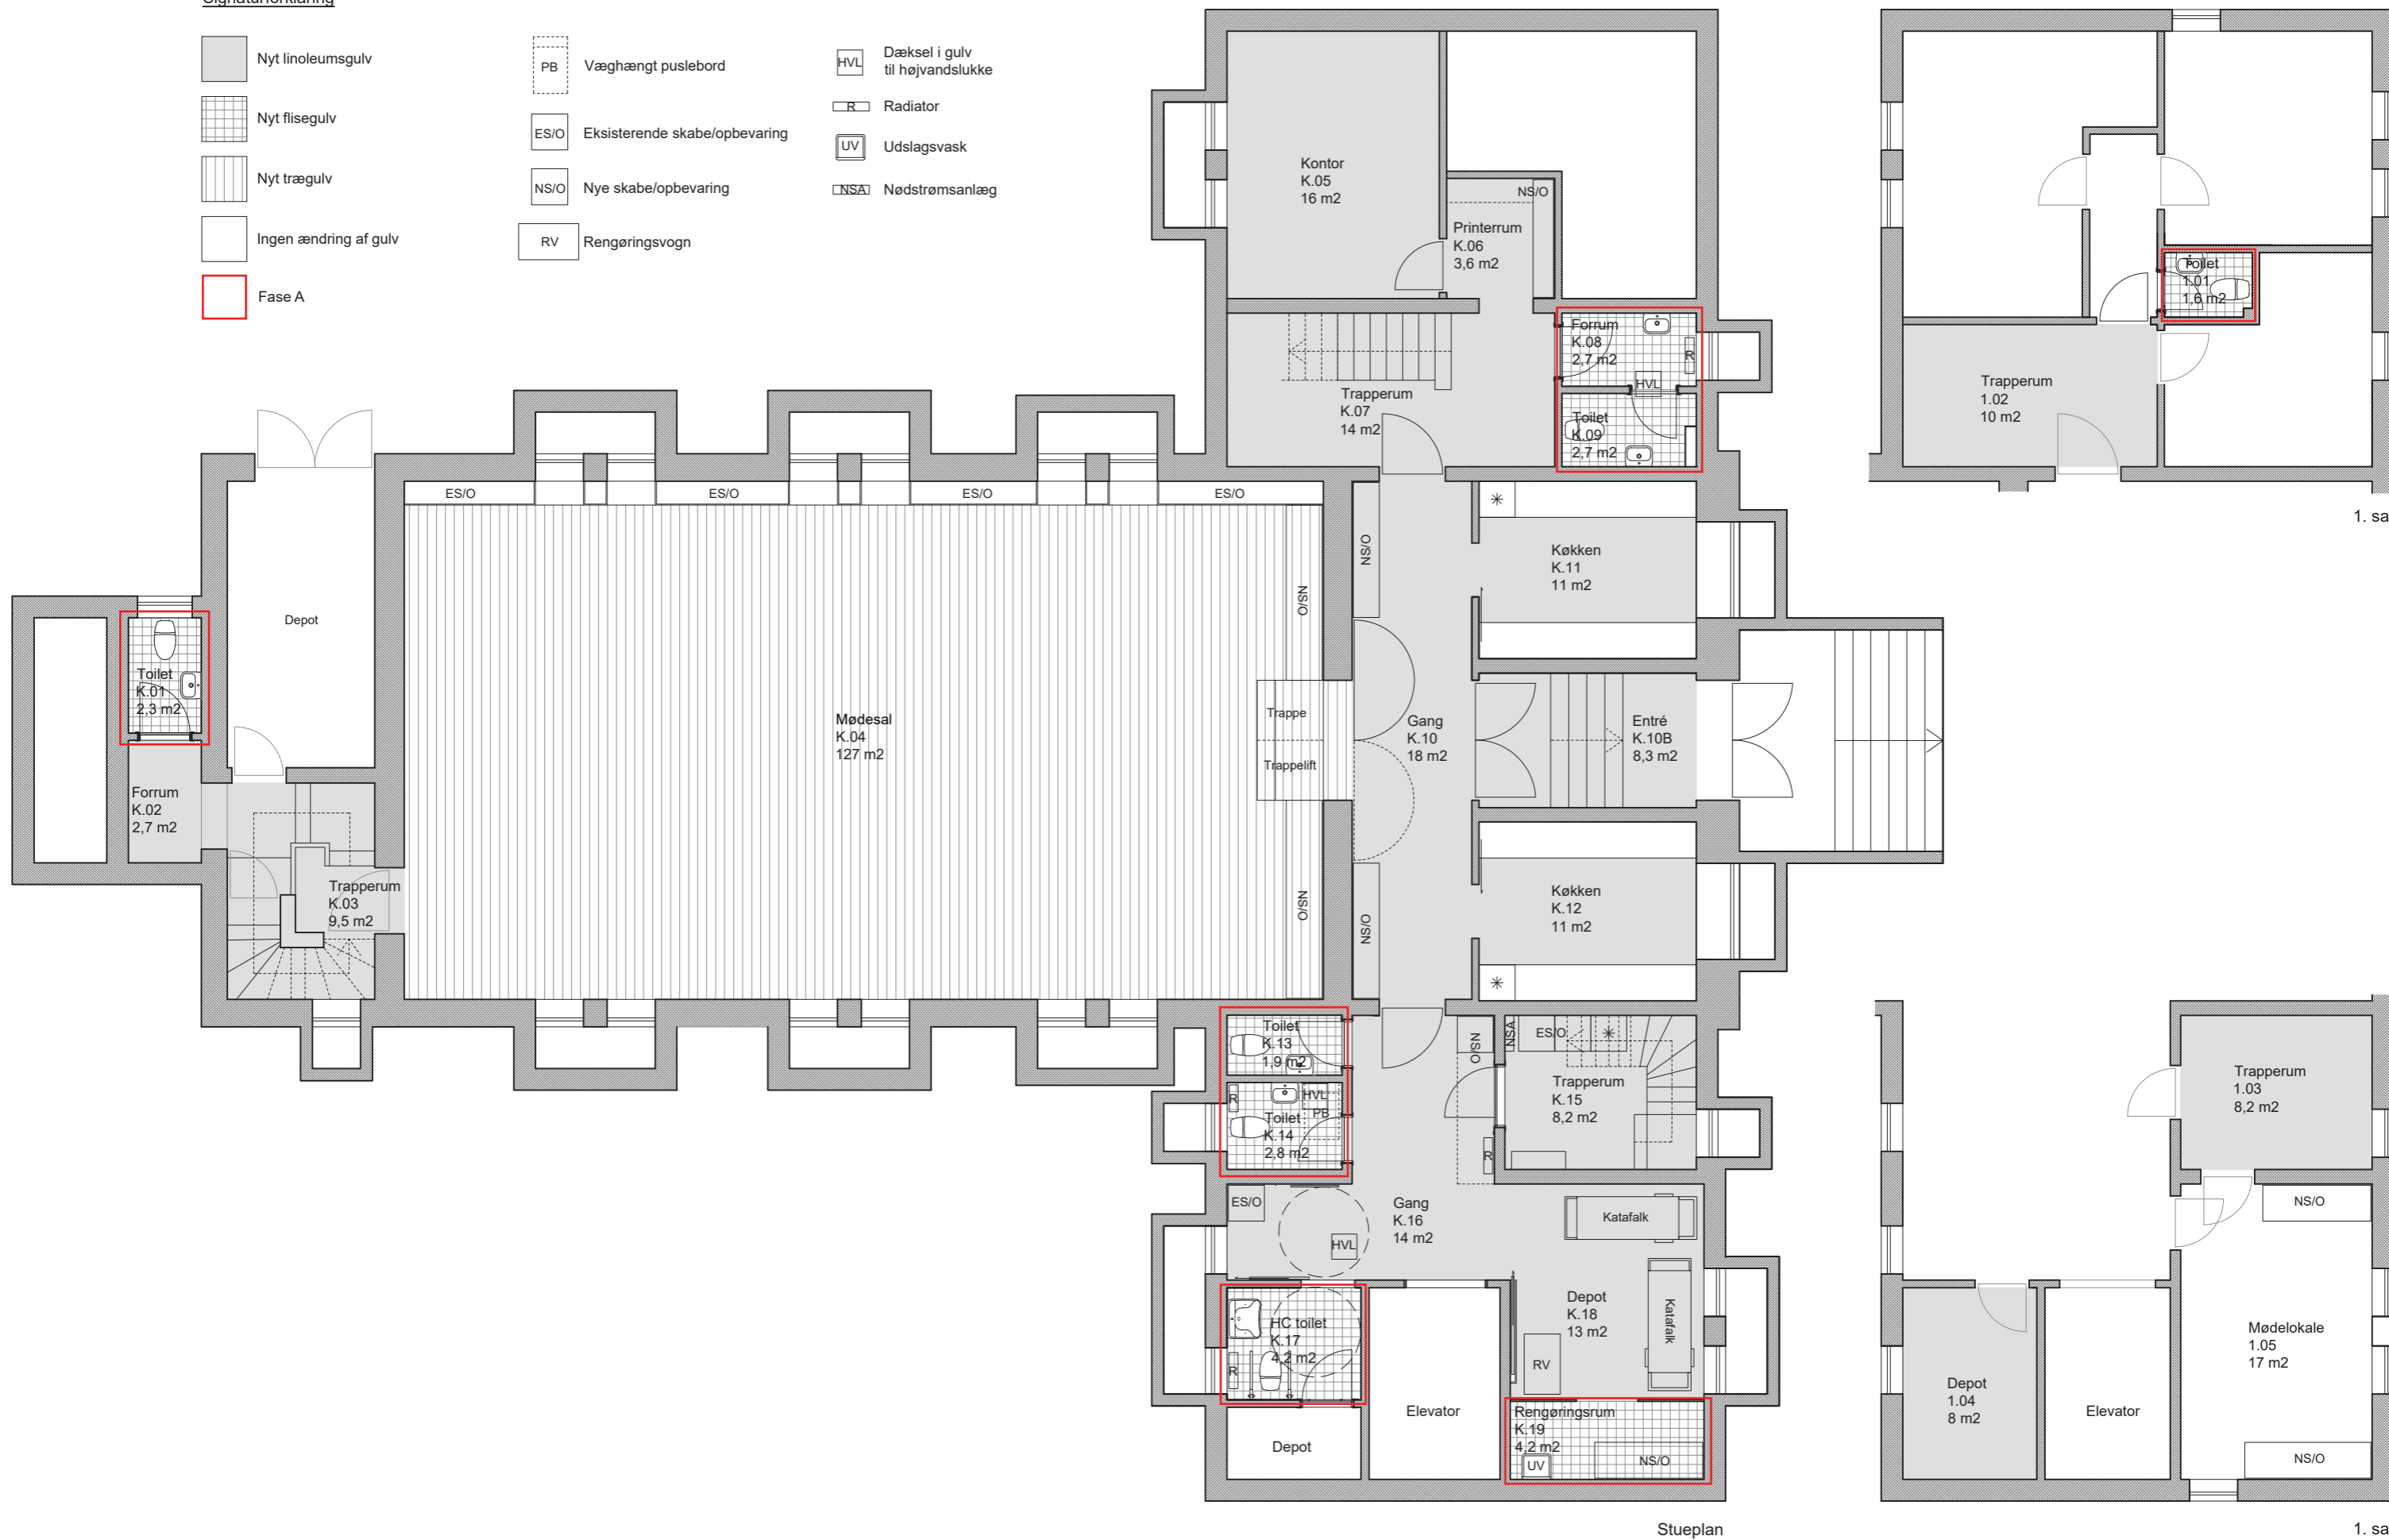 Signaturforklaring
Nyt linoleumsgulv
Nyt flisegulv
Nyt trægulv
Ingen ændring af gulv
Fase A
PB
Væghængt puslebord
ES/O
Eksisterende skabe/opbevaring
NS/O
Nye skabe/opbevaring
RV
Rengøringsvogn
HVL
Dæksel i gulv
til højvandslukke
R
Radiator
UV
Udslagsvask
NSA
Nødstrømsanlæg
Kontor
K.05
16 m2
NS/O
Printerrum
K.06
3,6 m2
Forrum
K.08
2,7 m2
R
HVL
Trapperum
K.07
14 m2
Toilet
K.09
2,7 m2
Toilet
1.01
1,6 m2
Trapperum
1.02
10 m2
1. sa
ES/O
ES/O
ES/O
ES/O
Depot
NS/O
NS/O
Køkken
K.11
11 m2
Toilet
K.01
2,3 m2
Mødesal
K.04
127 m2
Trappe
Trappelift
Gang
K.10
18 m2
Entré
K.10B
8,3 m2
Forrum
K.02
2,7 m2
Trapperum
K.03
9,5 m2
NS/O
NS/O
Køkken
K.12
11 m2
Toilet
K.13
1,9 m2
R
HVL
PB
Toilet
K.14
2,8 m2
NS/O
NSA
ES/O
Trapperum
K.15
8,2 m2
R
ES/O
HVL
Gang
K.16
14 m2
Katafalk
Katafalk
HC toilet
K.17
4,2 m2
R
Depot
K.18
13 m2
RV
Elevator
Depot
Rengøringsrum
K.19
4,2 m2
UV
NS/O
Stueplan
Trapperum
1.03
8,2 m2
NS/O
Mødelokale
1.05
17 m2
Depot
1.04
8 m2
Elevator
NS/O
1. sa